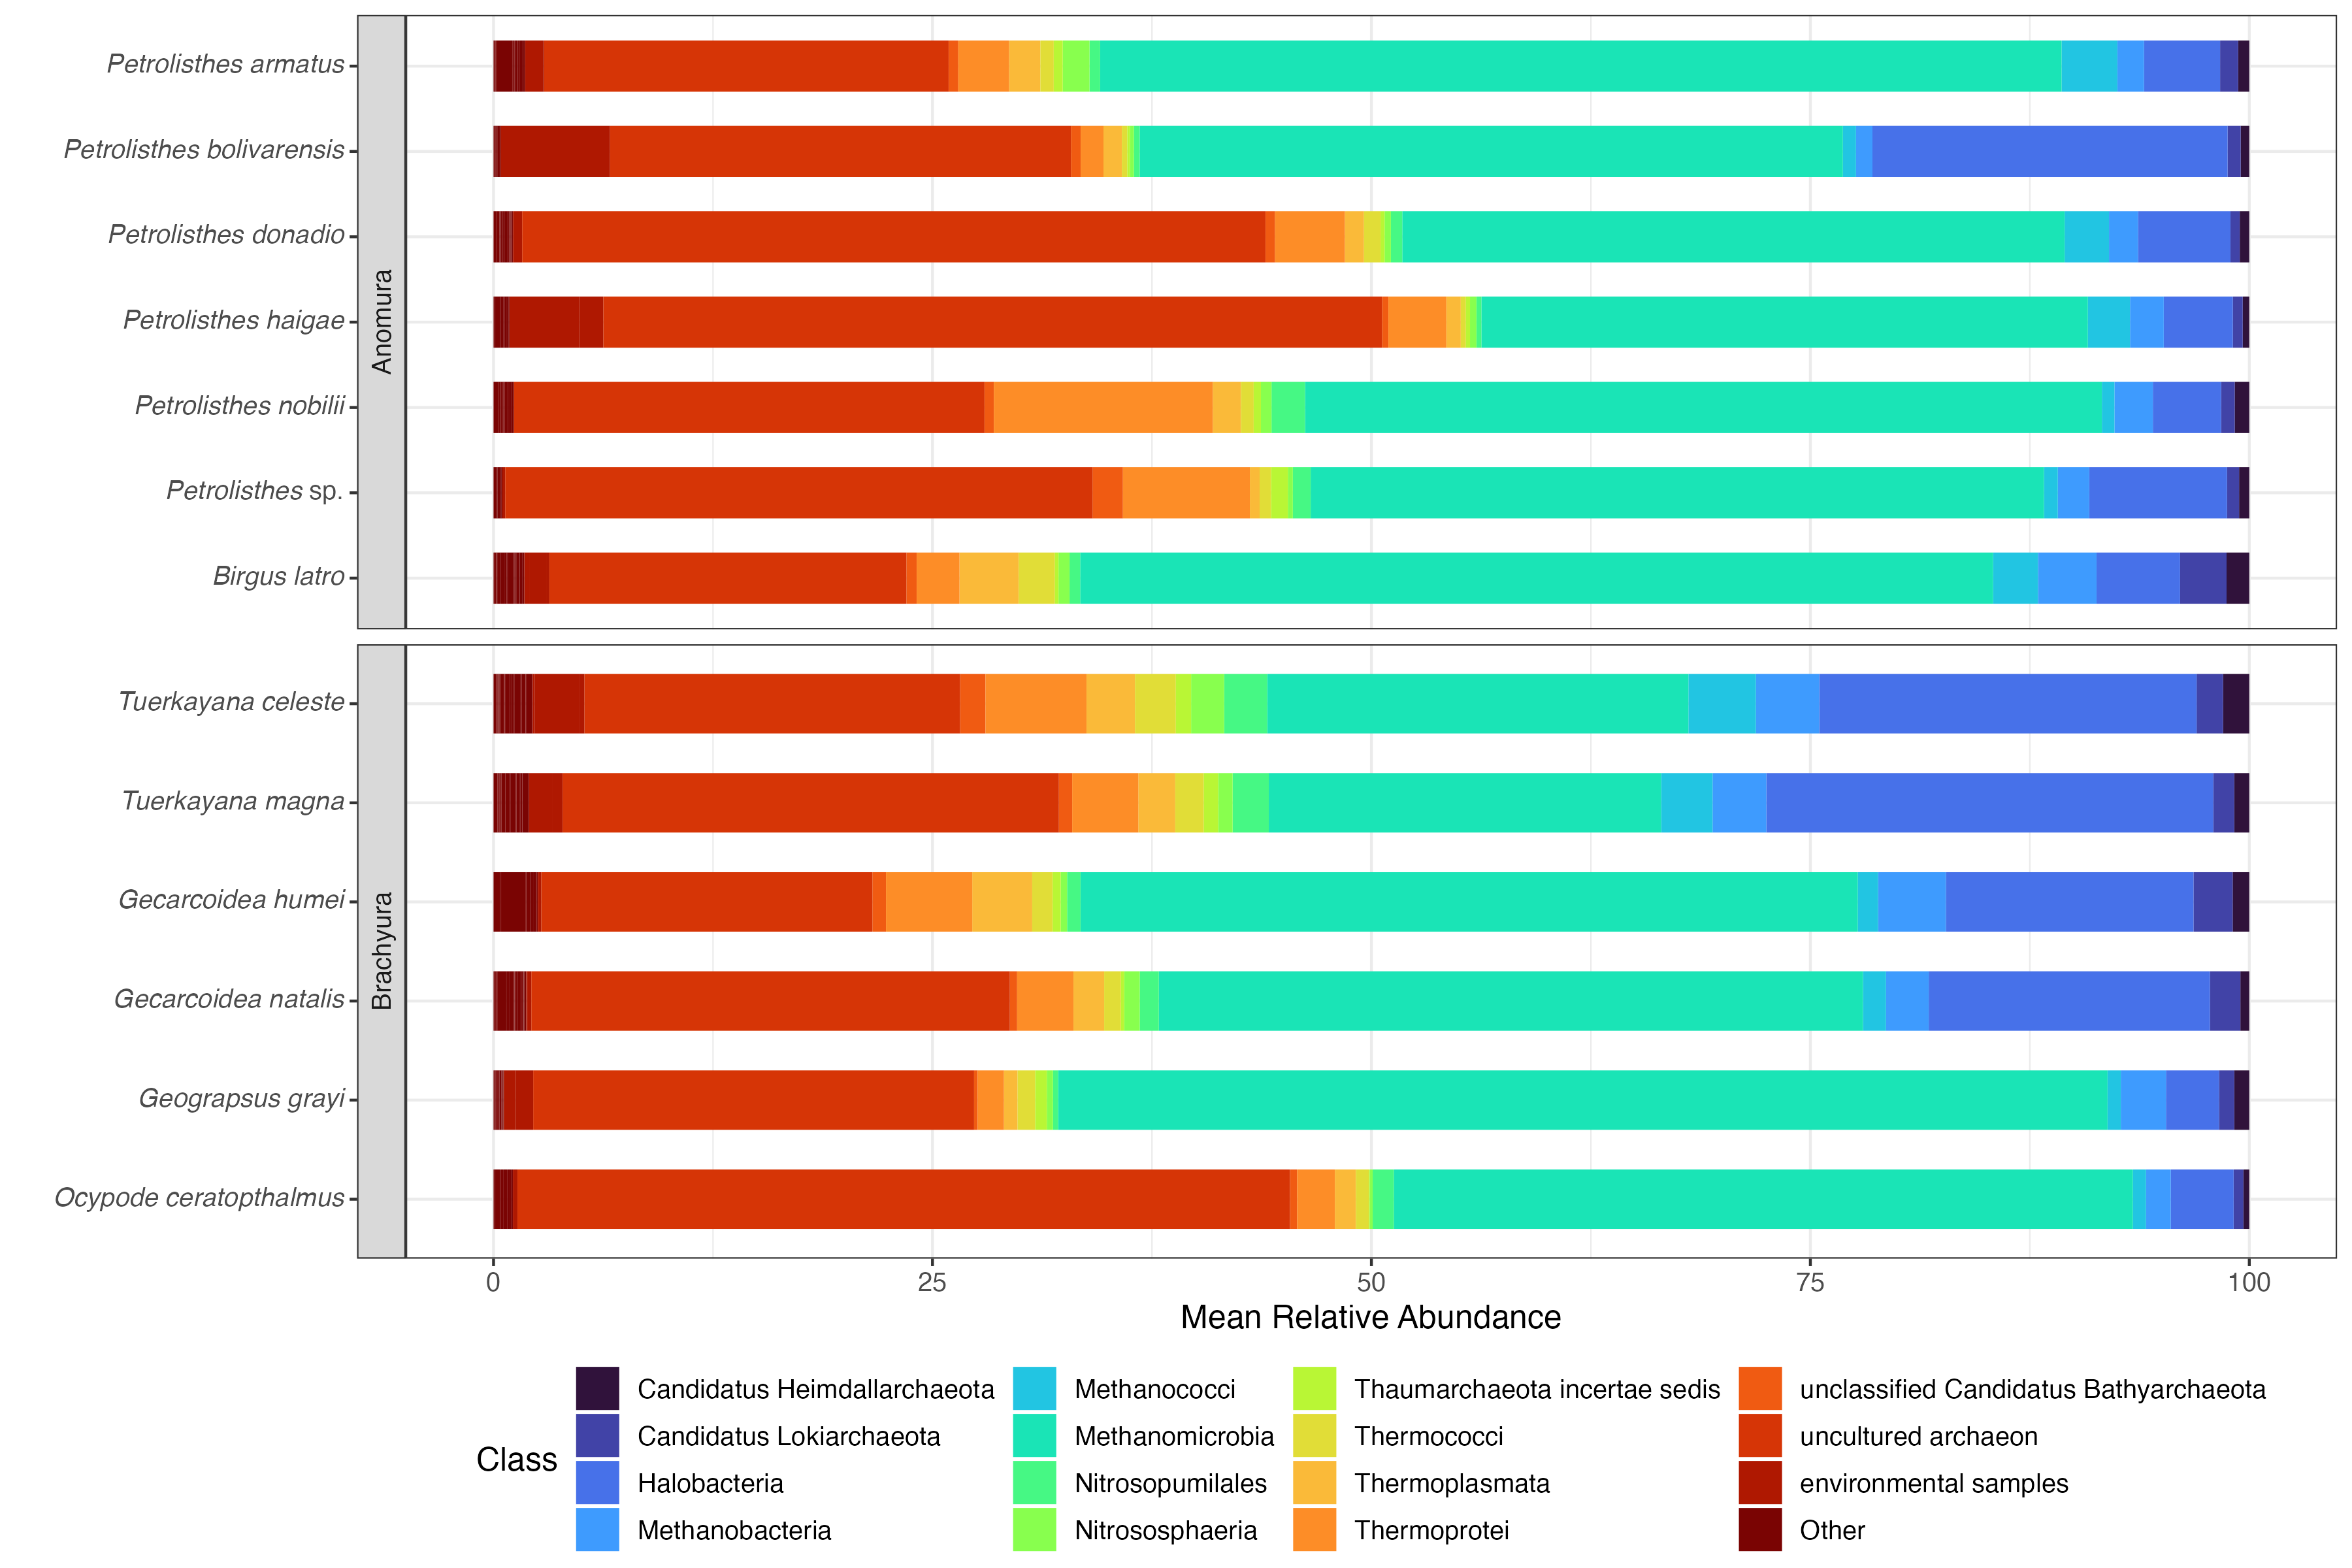 Anomura
Petrolisthes armatus
Petrolisthes bolivarensis
Petrolisthes donadio
Petrolisthes haigae
Petrolisthes nobilii
Petrolisthes sp.
Birgus latro
Brachyura
Tuerkayana celeste
Tuerkayana magna
Gecarcoidea humei
Gecarcoidea natalis
Geograpsus grayi
Ocypode ceratopthalmus
0 25 50 75 100
Mean Relative Abundance
Class
Candidatus Heimdallarchaeota
Candidatus Lokiarchaeota
Halobacteria
Methanobacteria
Methanococci
Methanomicrobia
Nitrosopumilales
Nitrososphaeria
Thaumarchaeota incertae sedis
Thermococci
Thermoplasmata
Thermoprotei
unclassified Candidatus Bathyarchaeota
uncultured archaeon
environmental samples
Other